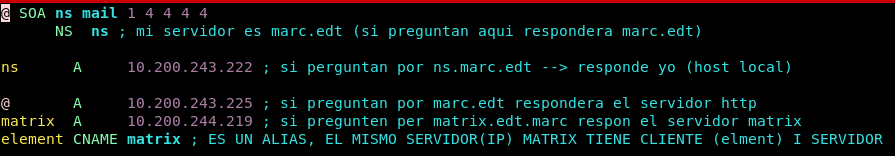 @ SOA ns mail 1 4 4 4 4
NS ns ; mi servidor es marc.edt (si preguntan aqui respondera marc.edt)
ns A 10.200.243.222 ; si perguntan por ns.marc.edt --> responde yo (host local)
@ A 10.200.243.225 ; si preguntan por marc.edt respondera el servidor http
matrix A 10.200.244.219 ; si pregunten per matrix.edt.marc respon el servidor matrix
element CNAME matrix ; ES UN ALIAS, EL MISMO SERVIDOR(IP) MATRIX TIENE CLIENTE (elment) I SERVIDOR